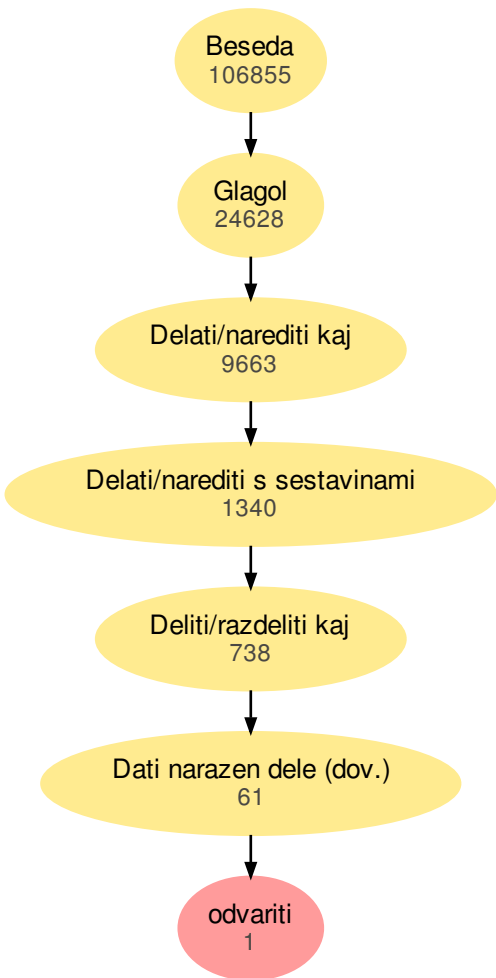 Beseda
106855
Glagol
24628
Delati/narediti kaj
9663
Delati/narediti s sestavinami
1340
Deliti/razdeliti kaj
738
Dati narazen dele (dov.)
61
odvariti
1